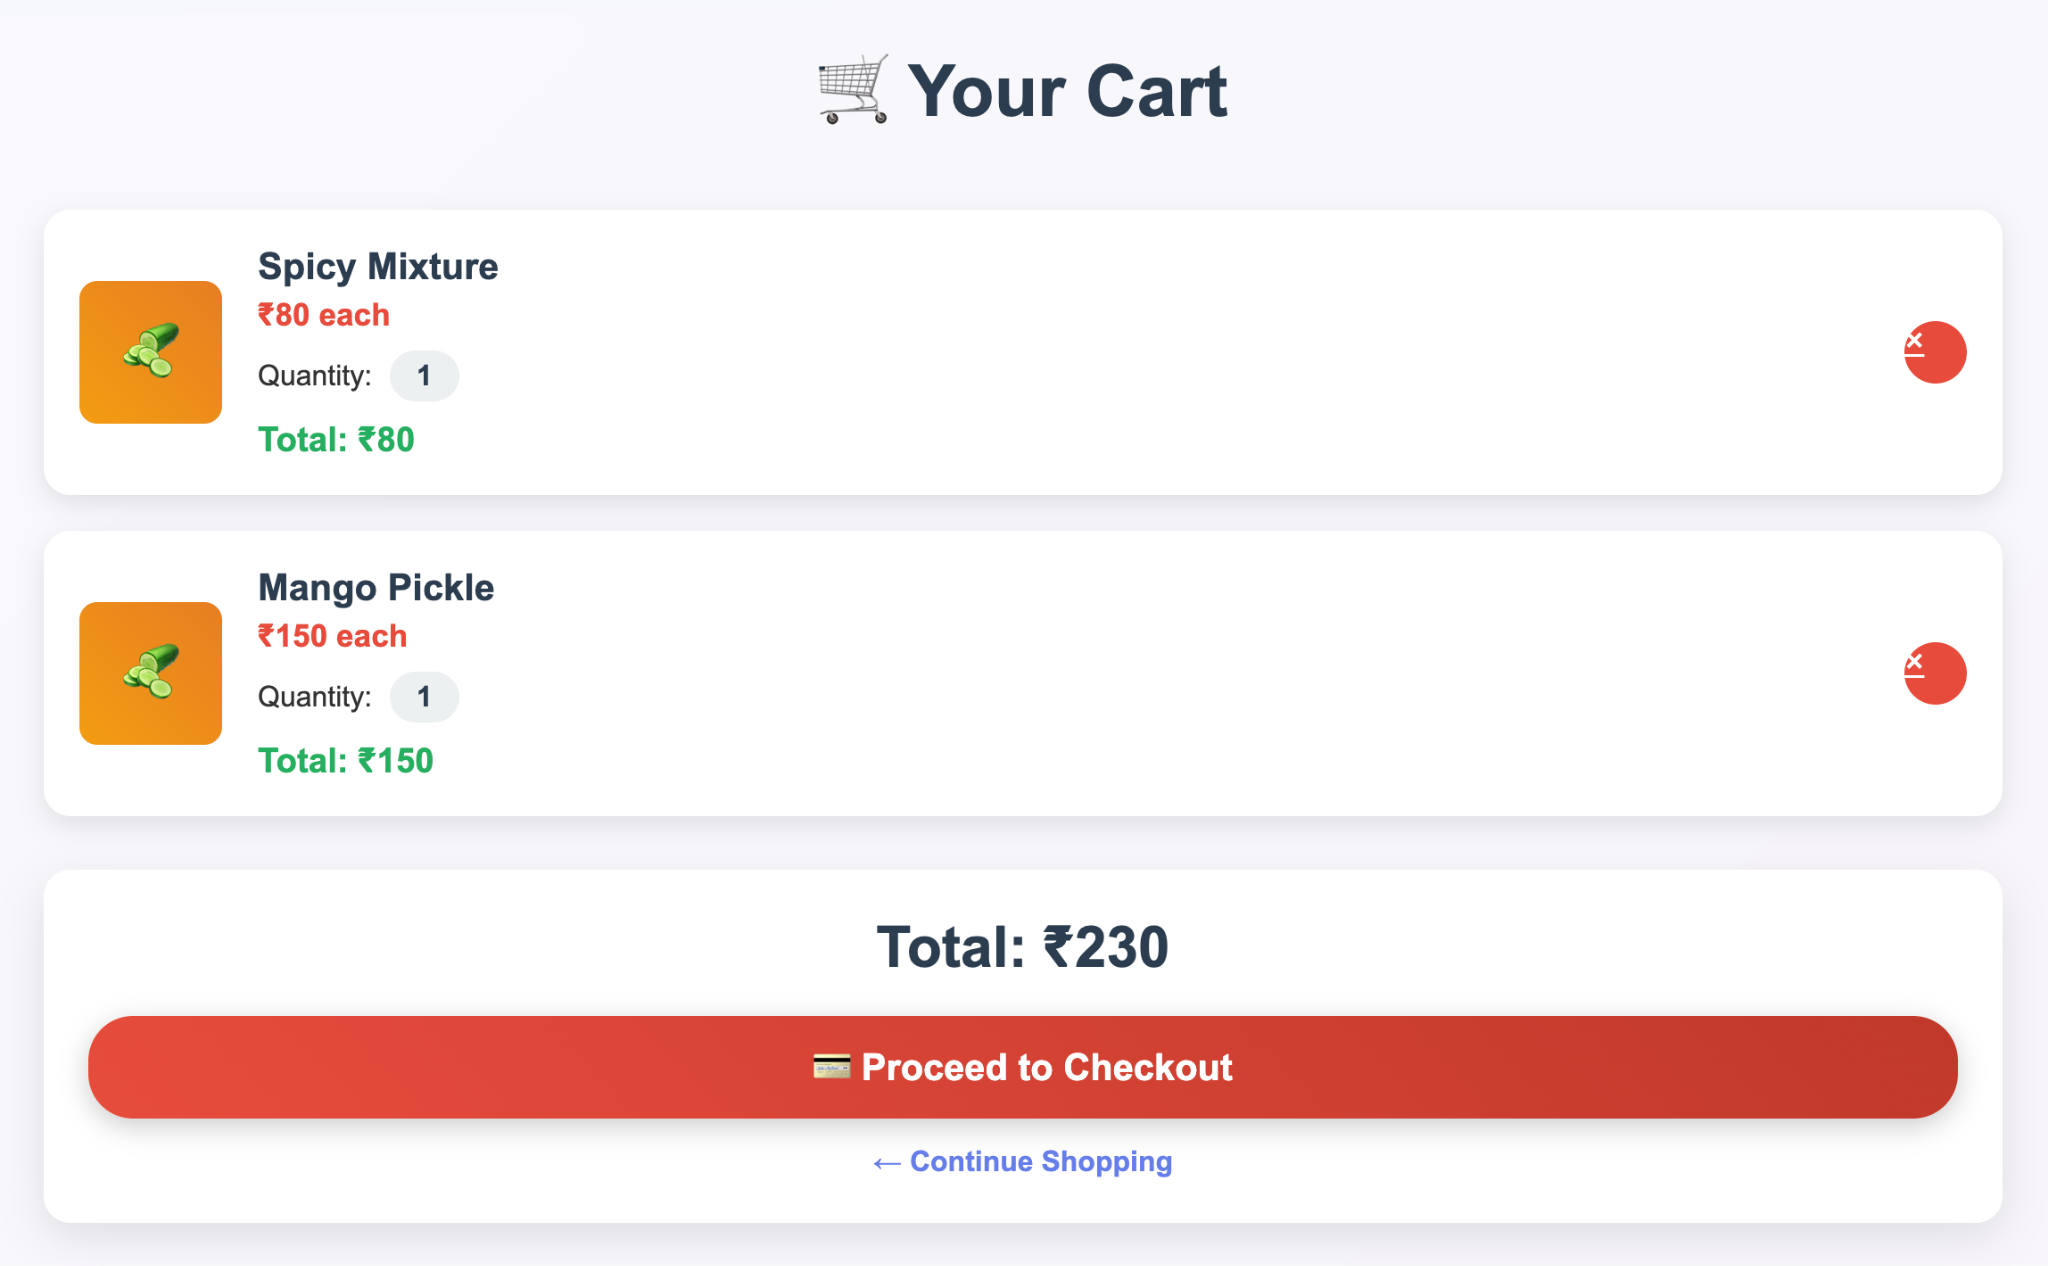 Your Cart
Spicy Mixture
₹80 each
Quantity: 1
Total: ₹80
×
Mango Pickle
₹150 each
Quantity: 1
Total: ₹150
×
Total: ₹230
Proceed to Checkout
← Continue Shopping